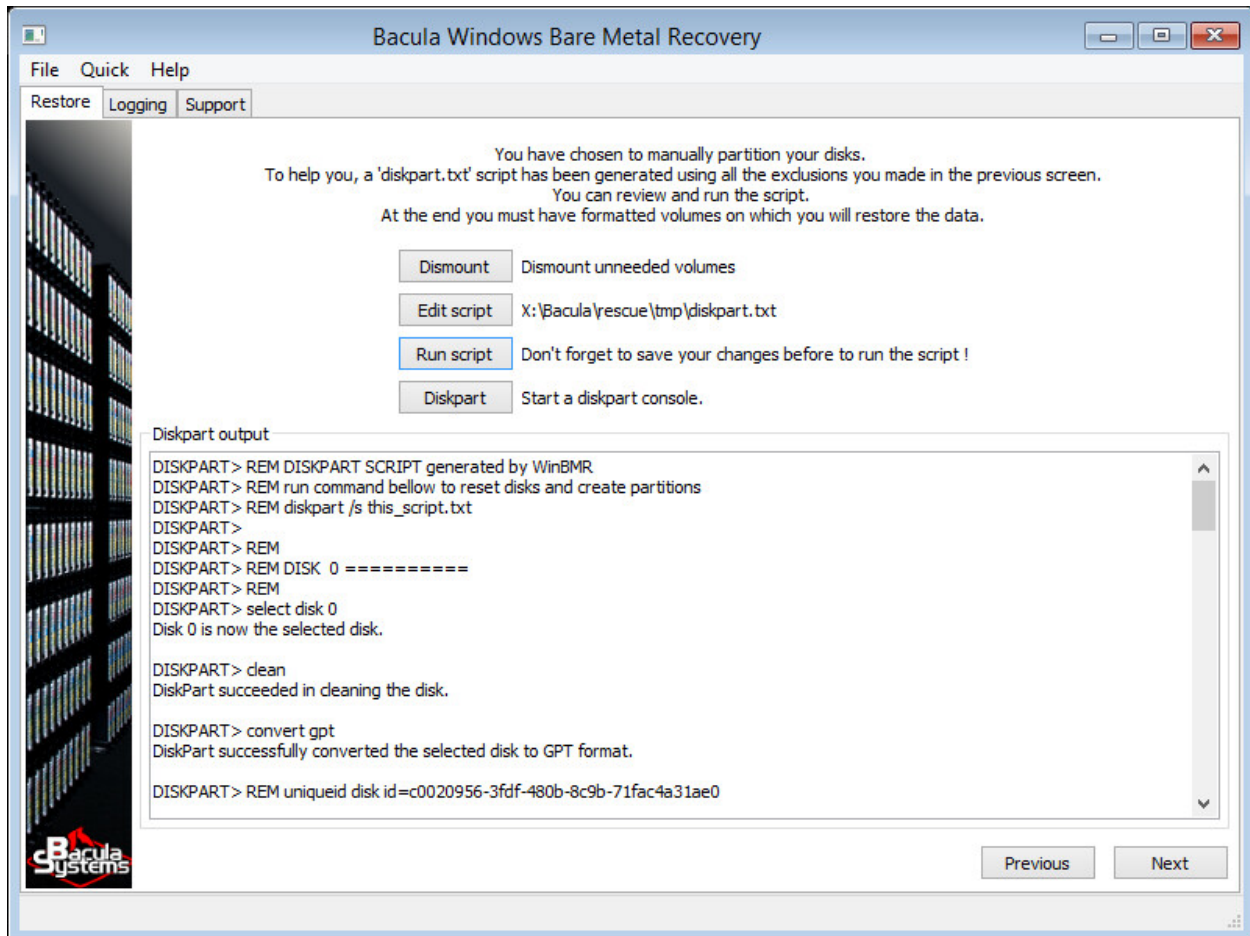 Bacula Windows Bare Metal Recovery
File Quick Help
Restore Logging Support
You have chosen to manually partition your disks.
To help you, a 'diskpart.txt' script has been generated using all the exclusions you made in the previous screen.
You can review and run the script.
At the end you must have formatted volumes on which you will restore the data.
Dismount Dismount unneeded volumes
Edit script X:\Bacula\rescue\tmp\diskpart.txt
Run script Don't forget to save your changes before to run the script !
Diskpart Start a diskpart console.
Diskpart output
DISKPART> REM DISKPART SCRIPT generated by WinBMR
DISKPART> REM run command bellow to reset disks and create partitions
DISKPART> REM diskpart /s this_script.txt
DISKPART>
DISKPART> REM
DISKPART> REM DISK 0 ==========
DISKPART> REM
DISKPART> select disk 0
Disk 0 is now the selected disk.
DISKPART> clean
DiskPart succeeded in cleaning the disk.
DISKPART> convert gpt
DiskPart successfully converted the selected disk to GPT format.
DISKPART> REM uniqueid disk id=c0020956-3fdf-480b-8c9b-71fac4a31ae0
Bacula
Systems
Previous Next